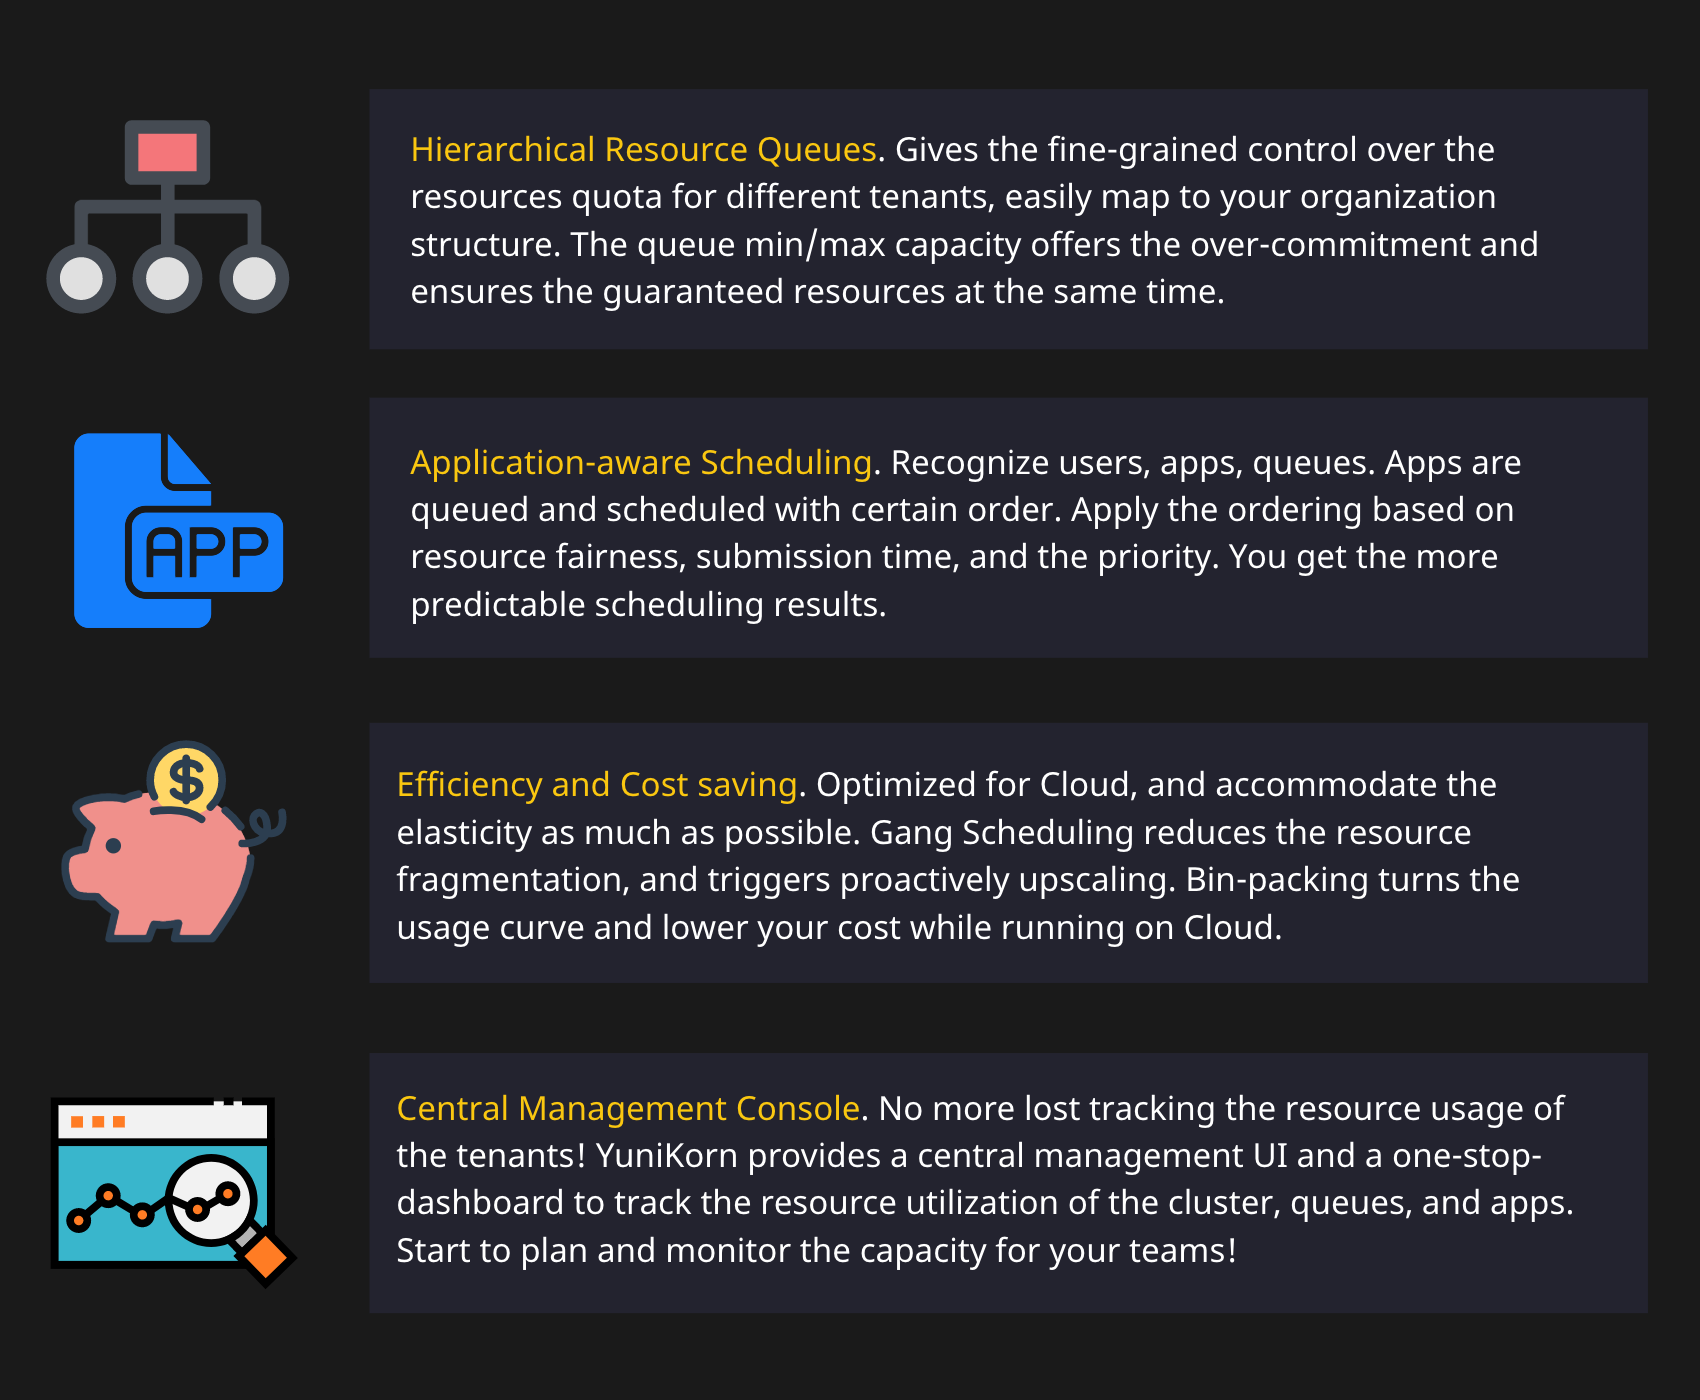 Hierarchical Resource Queues. Gives the fine-grained control over the
resources quota for different tenants, easily map to your organization
structure. The queue min/max capacity offers the over-commitment and
ensures the guaranteed resources at the same time.
APP
Application-aware Scheduling. Recognize users, apps, queues. Apps are
queued and scheduled with certain order. Apply the ordering based on
resource fairness, submission time, and the priority. You get the more
predictable scheduling results.
$
Efficiency and Cost saving. Optimized for Cloud, and accommodate the
elasticity as much as possible. Gang Scheduling reduces the resource
fragmentation, and triggers proactively upscaling. Bin-packing turns the
usage curve and lower your cost while running on Cloud.
Central Management Console. No more lost tracking the resource usage of
the tenants! YuniKorn provides a central management UI and a one-stop-
dashboard to track the resource utilization of the cluster, queues, and apps.
Start to plan and monitor the capacity for your teams!